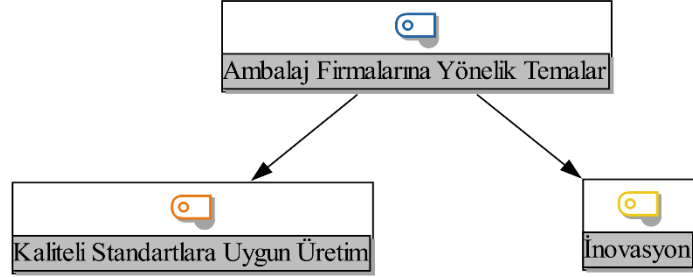 Ambalaj Firmalarına Yönelik Temalar
Kaliteli Standartlara Uygun Üretim
İnovasyon